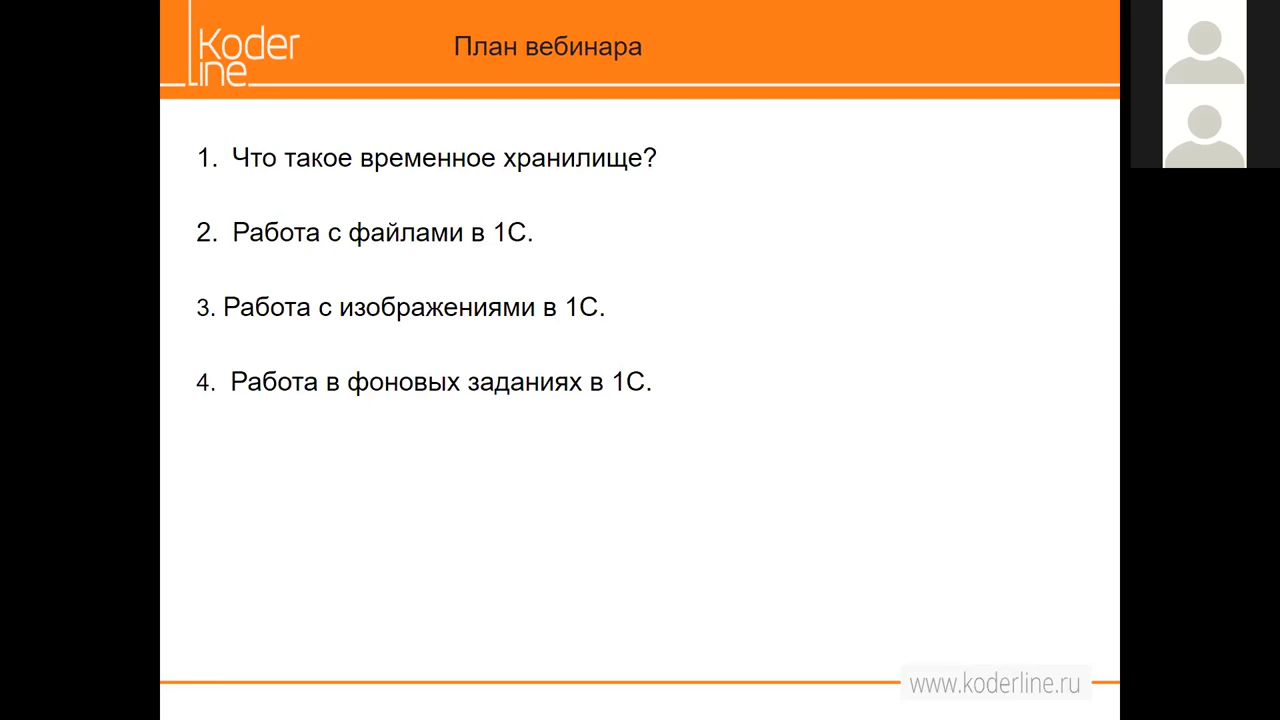 Koder
line
План вебинара
1. Что такое временное хранилище?
2. Работа с файлами в 1С.
3. Работа с изображениями в 1С.
4. Работа в фоновых заданиях в 1С.
www.koderline.ru